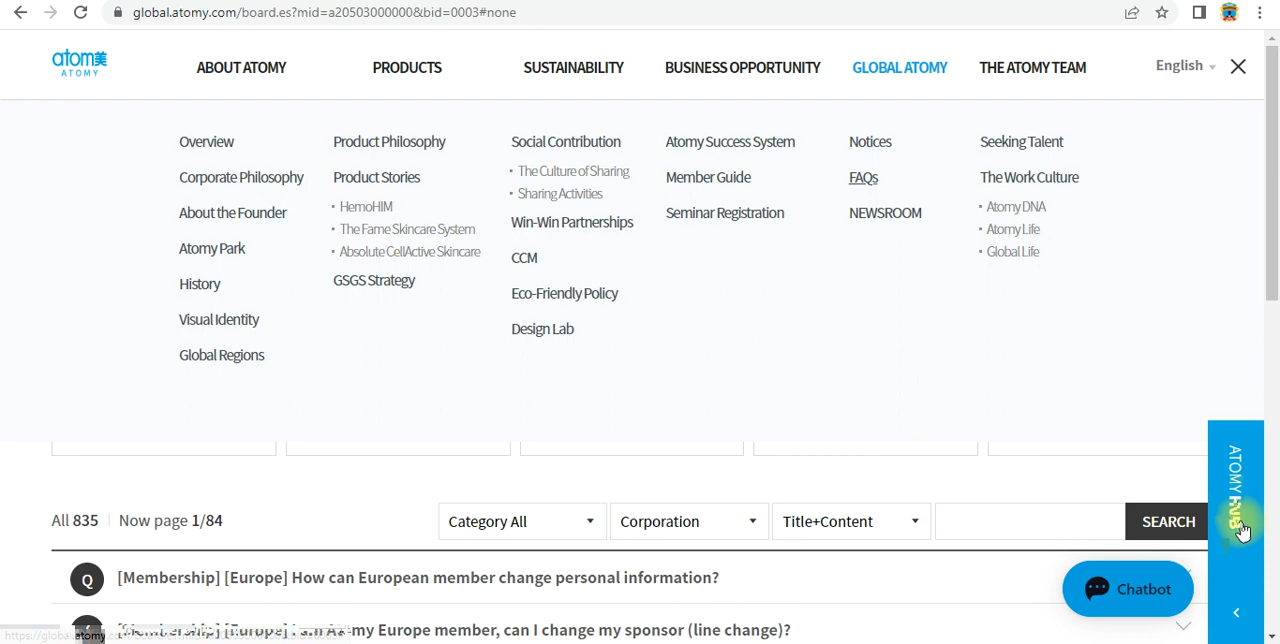 global.atomy.com/board.es?mid=a20503000000&bid=0003#none
atom美
ATOMY
ABOUT ATOMY
PRODUCTS
SUSTAINABILITY
BUSINESS OPPORTUNITY
GLOBAL ATOMY
THE ATOMY TEAM
English
Overview
Corporate Philosophy
About the Founder
Atomy Park
History
Visual Identity
Global Regions
Product Philosophy
Product Stories
• HemoHIM
• The Fame Skincare System
• Absolute CellActive Skincare
GSGS Strategy
Social Contribution
• The Culture of Sharing
• Sharing Activities
Win-Win Partnerships
CCM
Eco-Friendly Policy
Design Lab
Atomy Success System
Member Guide
Seminar Registration
Notices
FAQs
NEWSROOM
Seeking Talent
The Work Culture
• Atomy DNA
• Atomy Life
• Global Life
ATOMY HUB
All 835 | Now page 1/84
Category All
Corporation
Title+Content
SEARCH
Q [Membership] [Europe] How can European member change personal information?
Chatbot
my Europe member, can I change my sponsor (line change)?